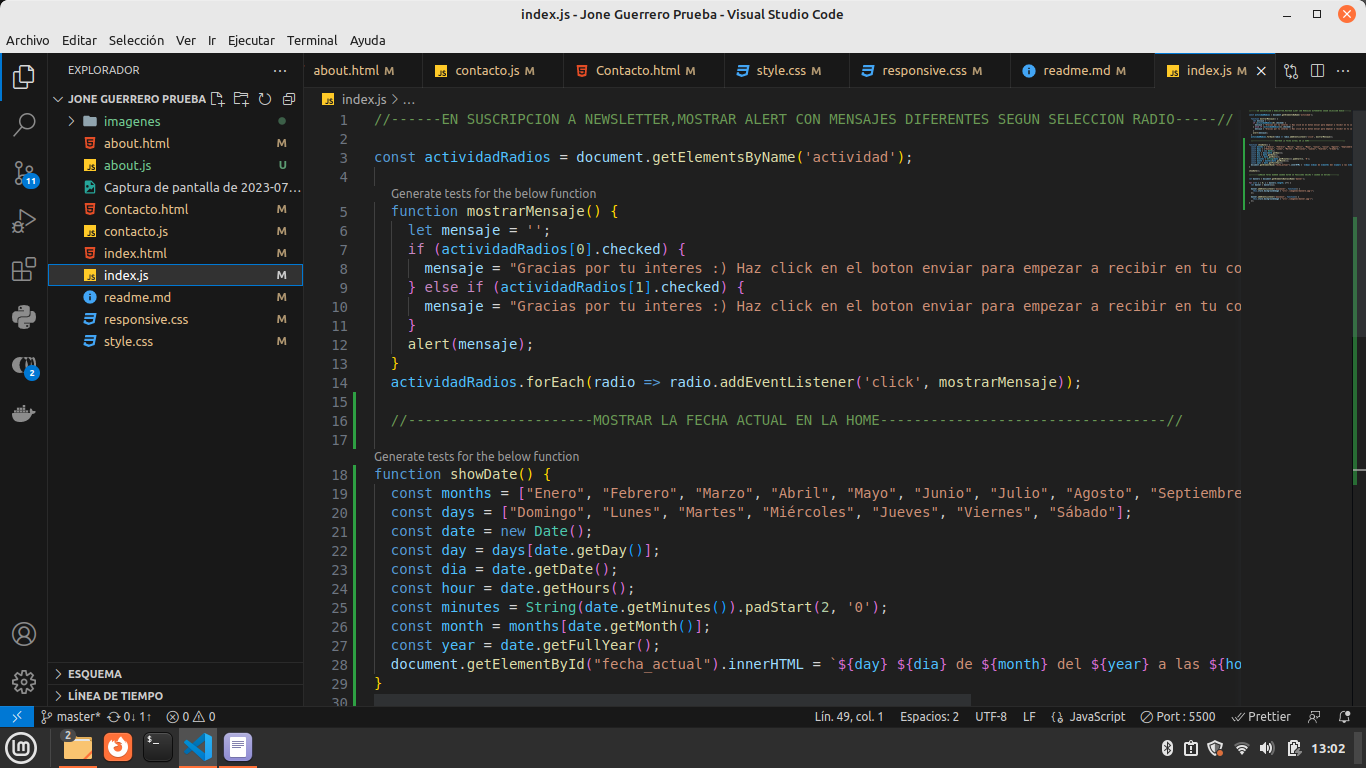 index.js - Jone Guerrero Prueba - Visual Studio Code
Archivo Editar Selección Ver Ir Ejecutar Terminal Ayuda
EXPLORADOR ···
about.html M contacto.js M Contacto.html M style.css M responsive.css M readme.md M index.js M
JONE GUERRERO PRUEBA
index.js > ...
imagenes
about.html M
about.js U
Captura de pantalla de 2023-07...
Contacto.html M
contacto.js M
index.html M
index.js M
readme.md M
responsive.css M
style.css M
1 //------EN SUSCRIPCION A NEWSLETTER,MOSTRAR ALERT CON MENSAJES DIFERENTES SEGUN SELECCION RADIO-----//
2
3 const actividadRadios = document.getElementsByName('actividad');
4
Generate tests for the below function
5 function mostrarMensaje() {
6 let mensaje = '';
7 if (actividadRadios[0].checked) {
8 mensaje = "Gracias por tu interes :) Haz click en el boton enviar para empezar a recibir en tu co
9 } else if (actividadRadios[1].checked) {
10 mensaje = "Gracias por tu interes :) Haz click en el boton enviar para empezar a recibir en tu co
11 }
12 alert(mensaje);
13 }
14 actividadRadios.forEach(radio => radio.addEventListener('click', mostrarMensaje));
15
16 //----------------------MOSTRAR LA FECHA ACTUAL EN LA HOME----------------------------------//
17
Generate tests for the below function
18 function showDate() {
19 const months = ["Enero", "Febrero", "Marzo", "Abril", "Mayo", "Junio", "Julio", "Agosto", "Septiembre
20 const days = ["Domingo", "Lunes", "Martes", "Miércoles", "Jueves", "Viernes", "Sábado"];
21 const date = new Date();
22 const day = days[date.getDay()];
23 const dia = date.getDate();
24 const hour = date.getHours();
25 const minutes = String(date.getMinutes()).padStart(2, '0');
26 const month = months[date.getMonth()];
27 const year = date.getFullYear();
28 document.getElementById("fecha_actual").innerHTML = `${day} ${dia} de ${month} del ${year} a las ${ho
29 }
30
11
2
ESQUEMA
LÍNEA DE TIEMPO
master* 0↓ 1↑ 0 0 Lín. 49, col. 1 Espacios: 2 UTF-8 LF JavaScript Port : 5500 Prettier
2 13:02